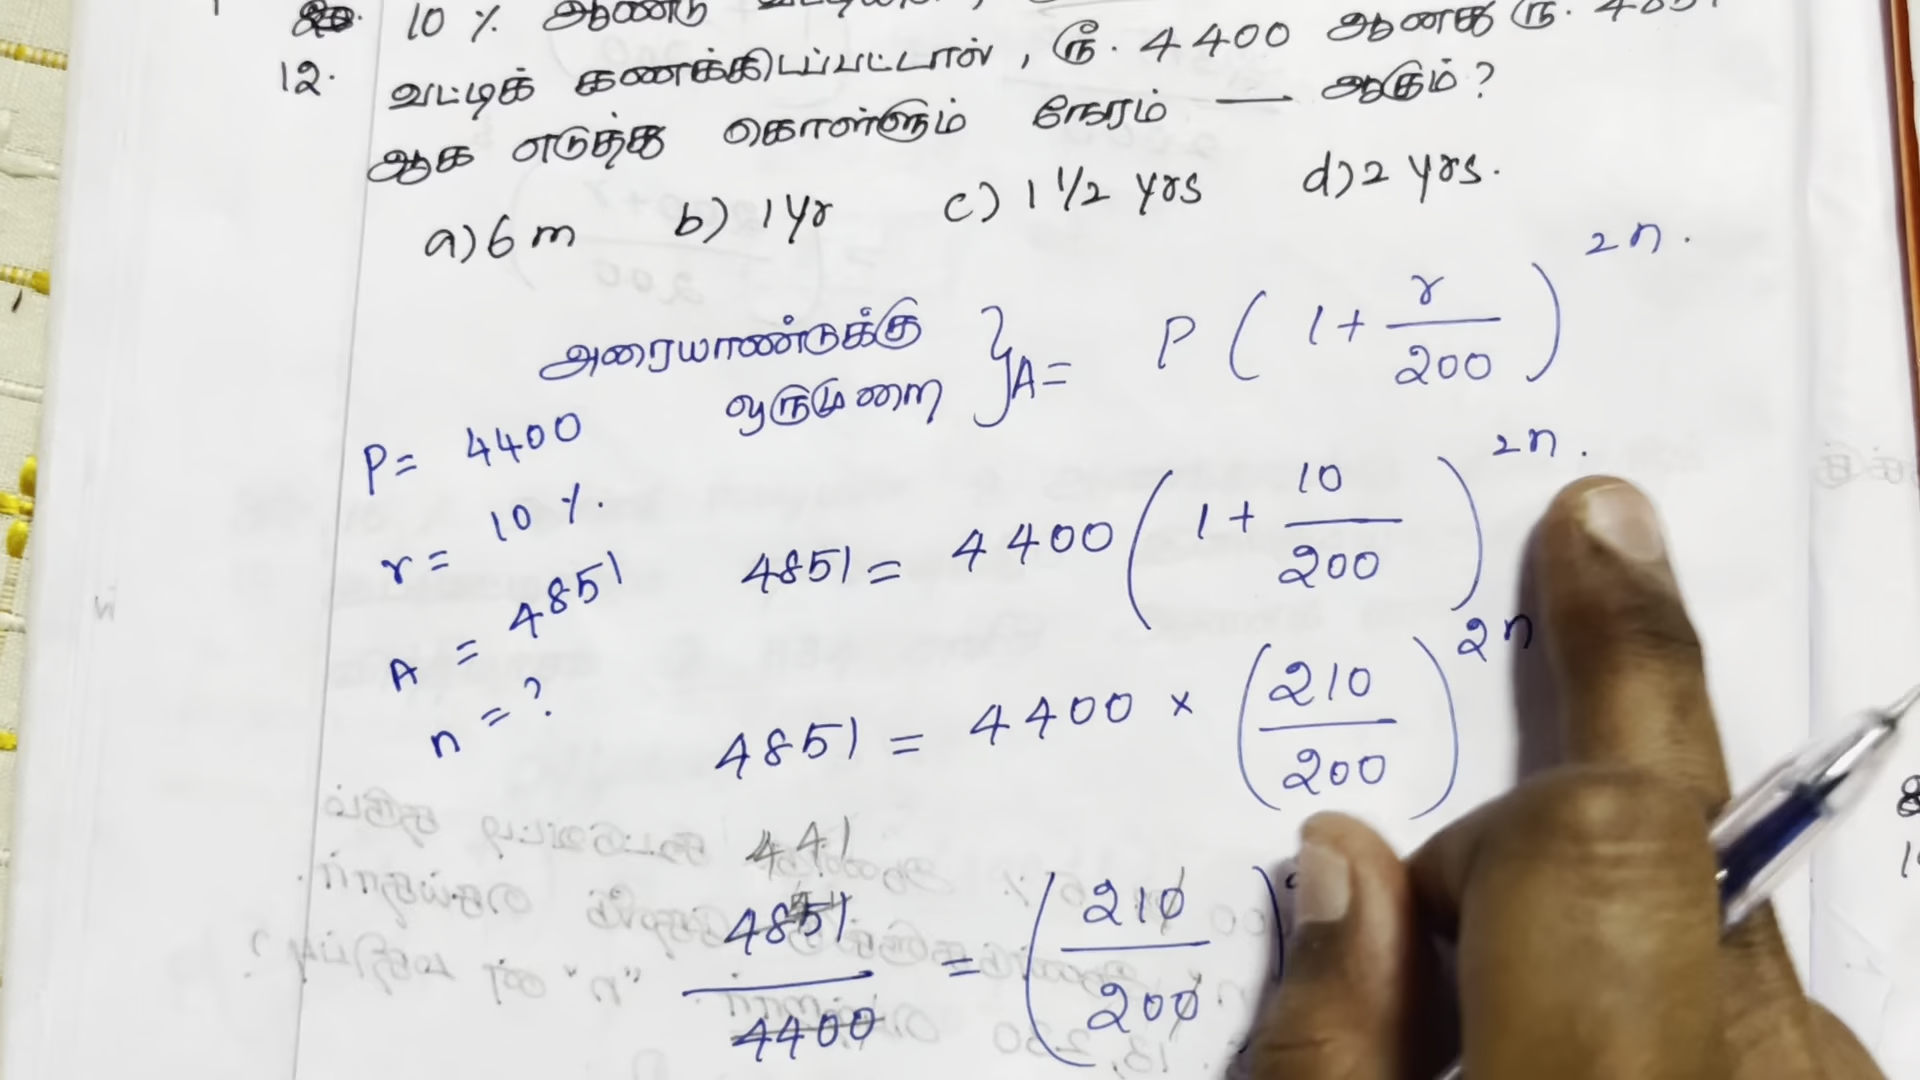 10 % ஆண்டு
12. வட்டிக் கணக்கிடப்பட்டால், ரூ. 4400 ஆனது ரூ. 4851
ஆக எடுத்து கொள்ளும் நேரம் — ஆகும்?
a) 6 m b) 1 yr c) 1 1/2 yrs d) 2 yrs.
அரையாண்டுக்கு ஒருமுறை } A = P ( 1 + r/200 )^2n.
P = 4400
r = 10 %.
A = 4851
n = ?
4851 = 4400 ( 1 + 10/200 )^2n.
4851 = 4400 × ( 210/200 )^2n
441
4851/4400 = ( 210/200 )